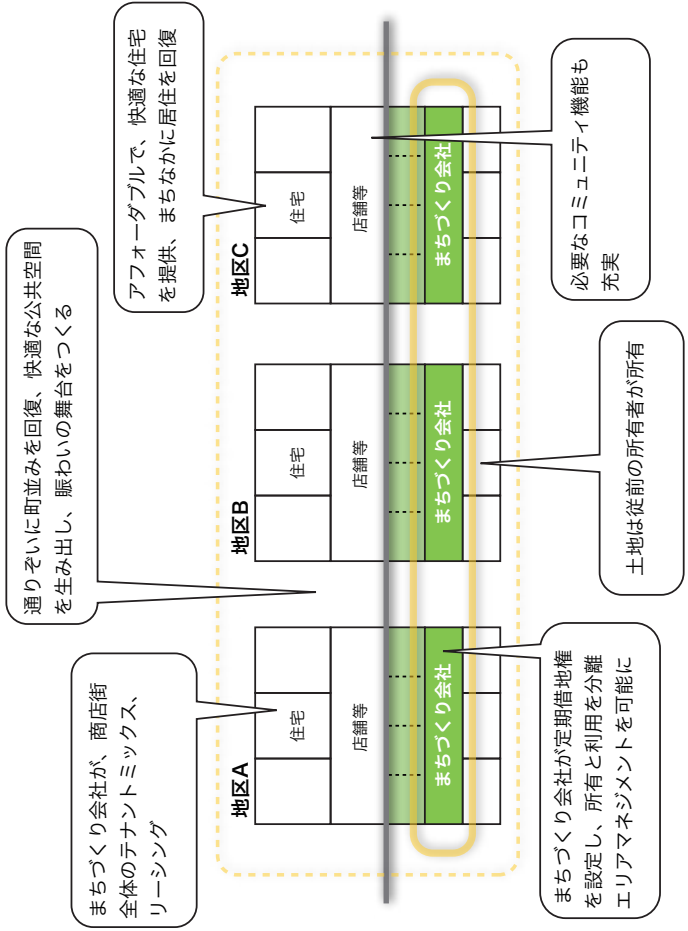 通りぞいに町並みを回復、快適な公共空間
を生み出し、賑わいの舞台をつくる
まちづくり会社が、商店街
全体のテナントミックス、
リーシング
アフォーダブルで、快適な住宅
を提供、まちなかに居住を回復
地区A
住宅
店舗等
まちづくり会社
地区B
住宅
店舗等
まちづくり会社
地区C
住宅
店舗等
まちづくり会社
まちづくり会社が定期借地権
を設定し、所有と利用を分離
エリアマネジメントを可能に
土地は従前の所有者が所有
必要なコミュニティ機能も
充実